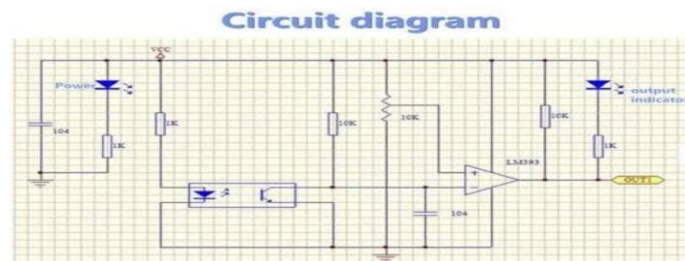 Circuit diagram
VCC
Power
output
indicator
104
1K
1K
10K
10K
10K
1K
LM393
OUT1
104